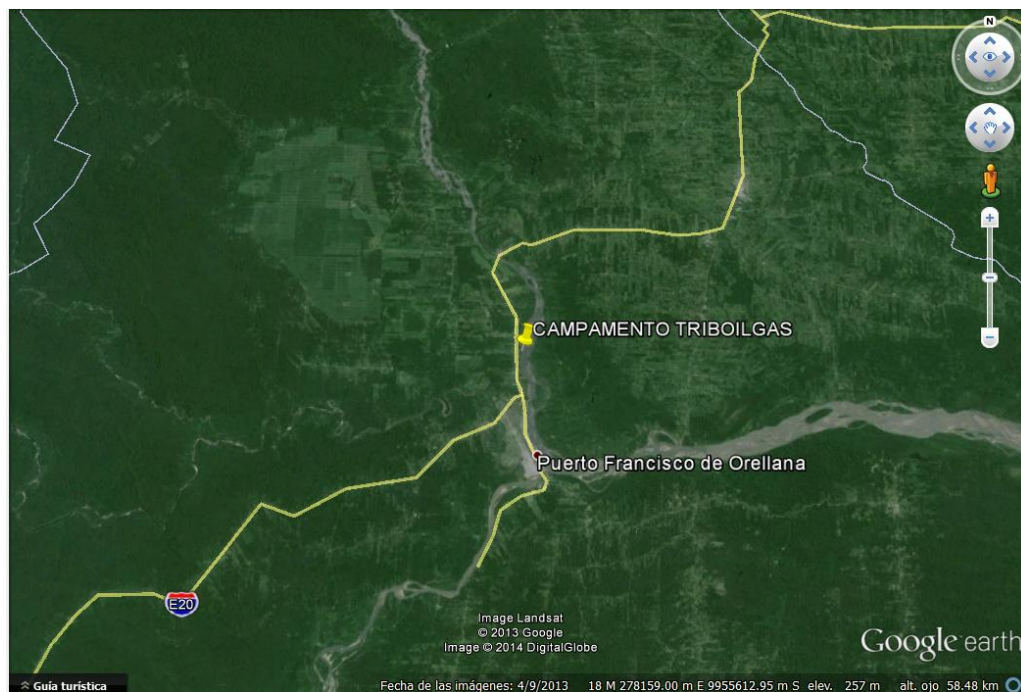 N
CAMPAMENTO TRIBOILGAS
Puerto Francisco de Orellana
E20
Image Landsat
© 2013 Google
Image © 2014 DigitalGlobe
Google earth
Guía turística
Fecha de las imágenes: 4/9/2013 18 M 278159.00 m E 9955612.95 m S elev. 257 m alt. ojo 58.48 km